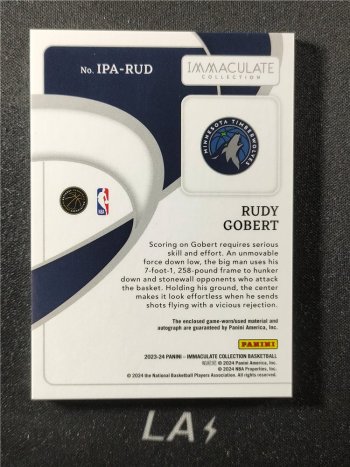 No. IPA-RUD
IMMACULATE
COLLECTION
MINNESOTA TIMBERWOLVES
NBA
RUDY
GOBERT
Scoring on Gobert requires serious
skill and effort. An unmovable
force down low, the big man uses his
7-foot-1, 258-pound frame to hunker
down and stonewall opponents who attack
the basket. Holding his ground, the center
makes it look effortless when he sends
shots flying with a vicious rejection.
The enclosed game-worn/used material and
autograph are guaranteed by Panini America, Inc.
PANINI
2023-24 PANINI – IMMACULATE COLLECTION BASKETBALL
© 2024 Panini America, Inc.
© 2024 NBA Properties, Inc.
© 2024 the National Basketball Players Association. All rights reserved.
LA